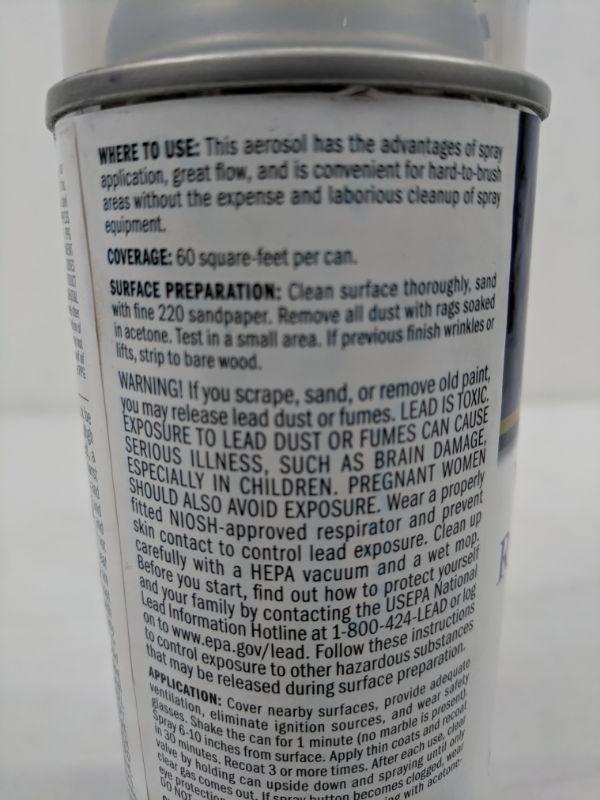 WHERE TO USE: This aerosol has the advantages of spray
application, great flow, and is convenient for hard-to-brush
areas without the expense and laborious cleanup of spray
equipment.
COVERAGE: 60 square-feet per can.
SURFACE PREPARATION: Clean surface thoroughly, sand
with fine 220 sandpaper. Remove all dust with rags soaked
in acetone. Test in a small area. If previous finish wrinkles or
lifts, strip to bare wood.
WARNING! If you scrape, sand, or remove old paint,
you may release lead dust or fumes. LEAD IS TOXIC.
EXPOSURE TO LEAD DUST OR FUMES CAN CAUSE
SERIOUS ILLNESS, SUCH AS BRAIN DAMAGE,
ESPECIALLY IN CHILDREN. PREGNANT WOMEN
SHOULD ALSO AVOID EXPOSURE. Wear a properly
fitted NIOSH-approved respirator and prevent
skin contact to control lead exposure. Clean up
carefully with a HEPA vacuum and a wet mop.
Before you start, find out how to protect yourself
and your family by contacting the USEPA National
Lead Information Hotline at 1-800-424-LEAD or log
on to www.epa.gov/lead. Follow these instructions
to control exposure to other hazardous substances
that may be released during surface preparation.
APPLICATION: Cover nearby surfaces, provide adequate
ventilation, eliminate ignition sources, and wear safety
glasses. Shake the can for 1 minute (no marble is present).
Spray 6-10 inches from surface. Apply thin coats and recoat
in 30 minutes. Recoat 3 or more times. After each use, clear
valve by holding can upside down and spraying until only
clear gas comes out. If spray button becomes clogged, wear
eye protection with acetone-
DO NOT